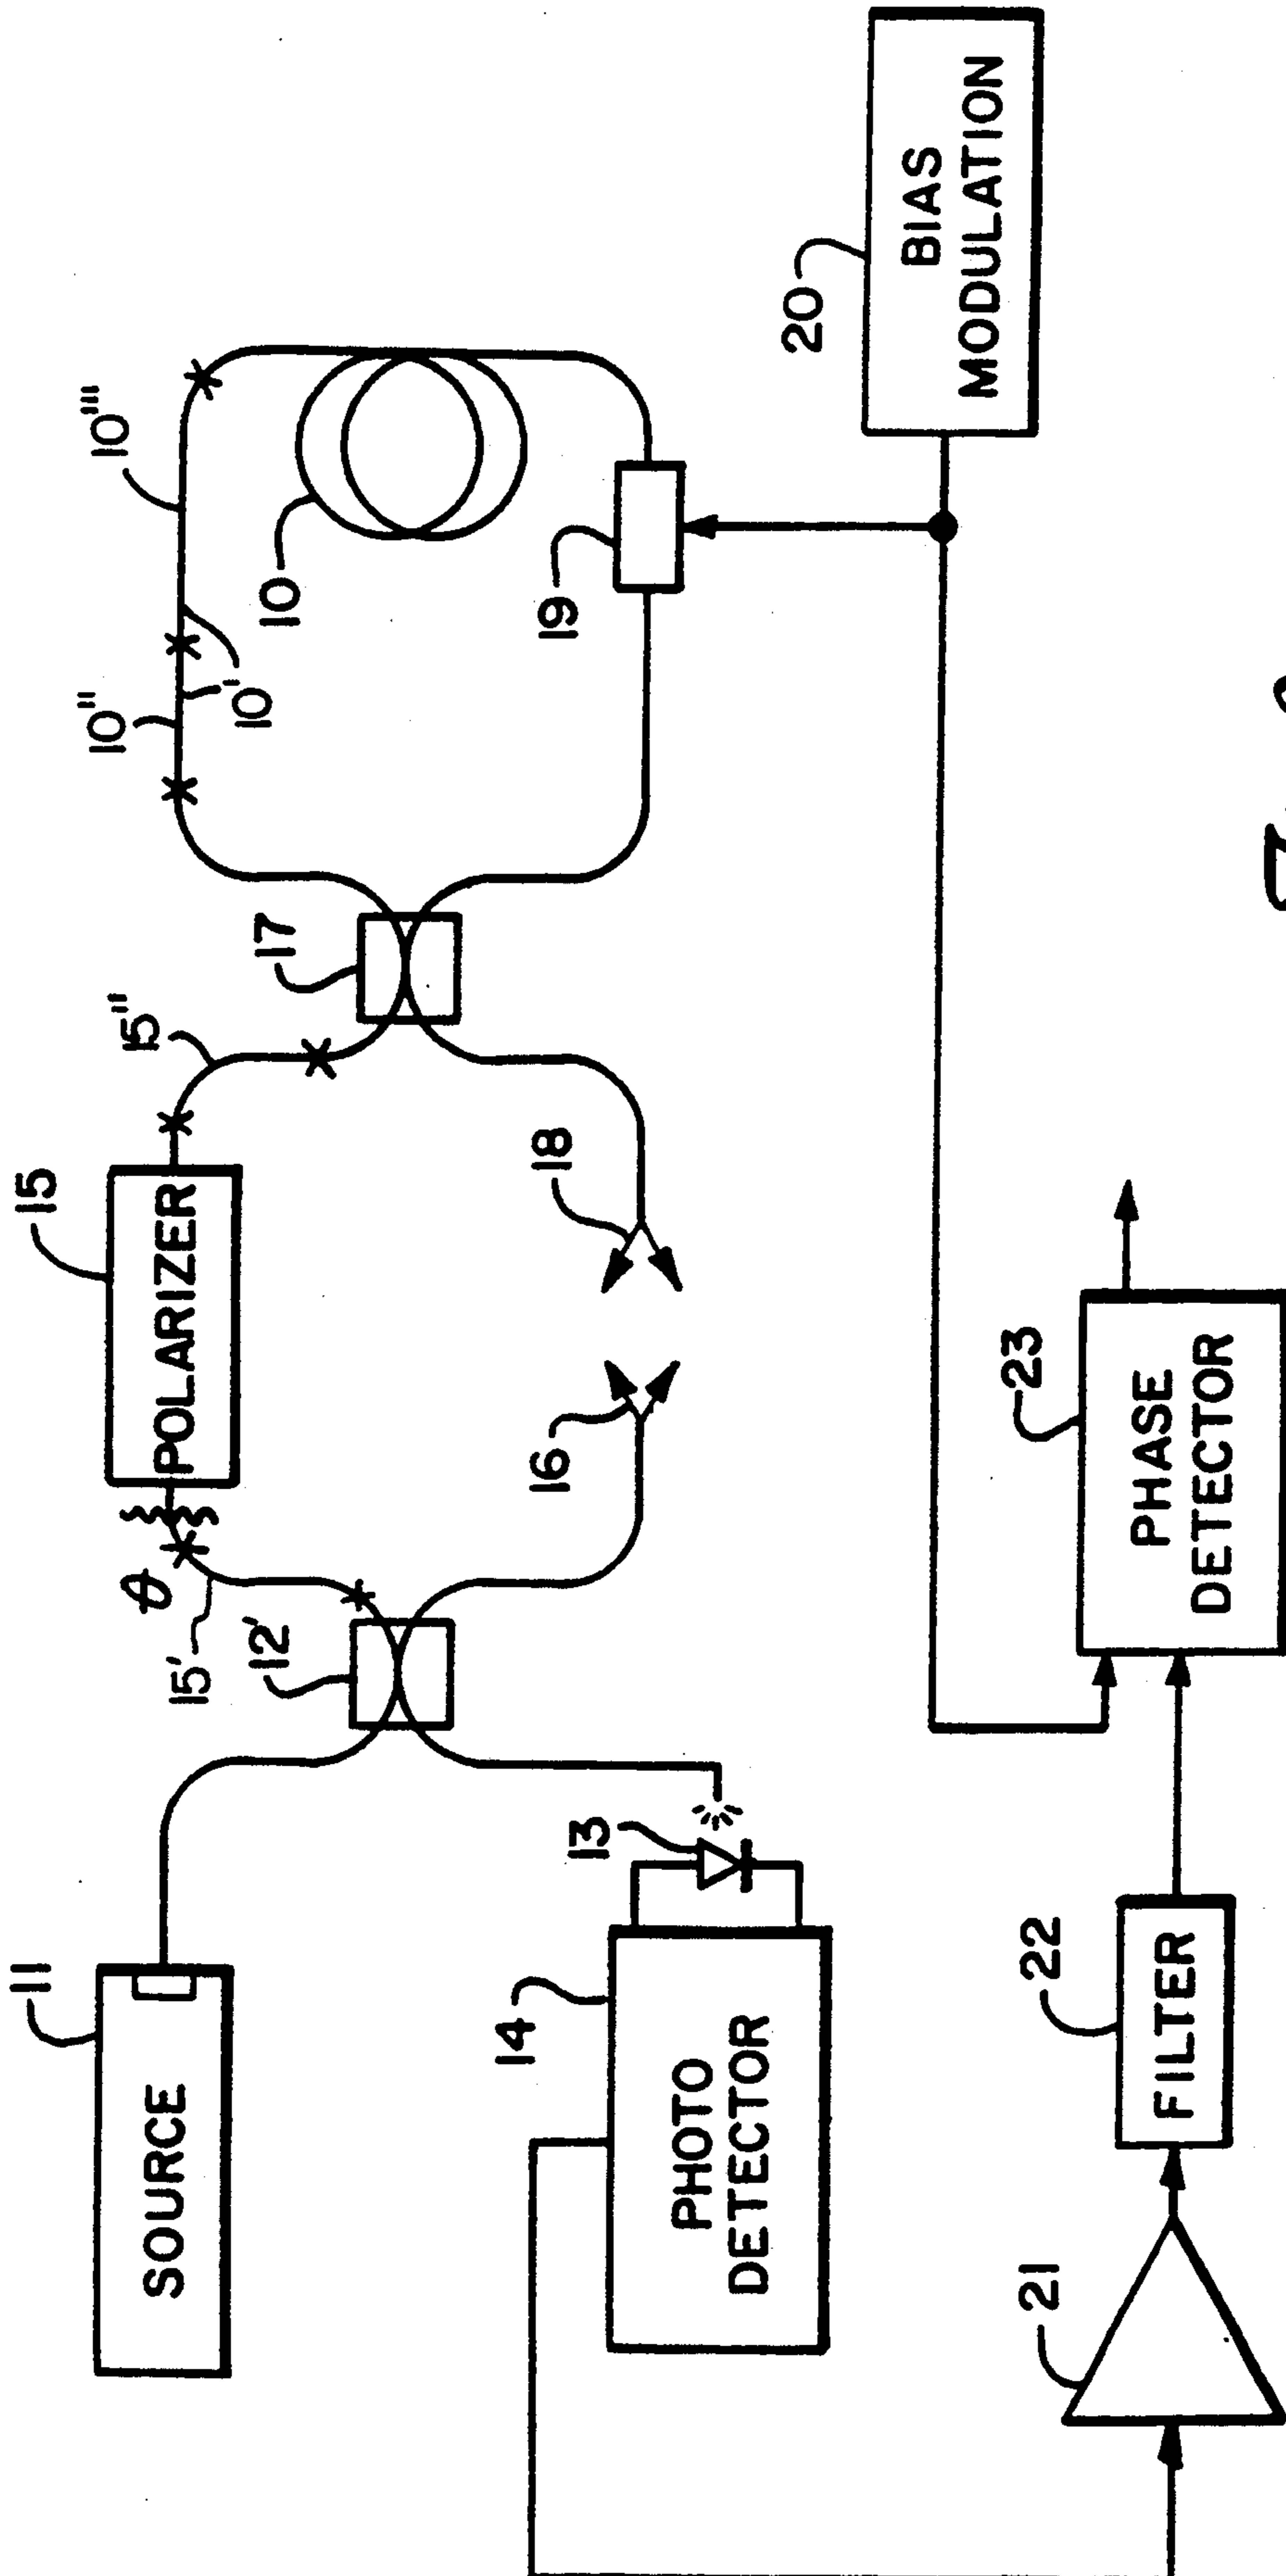 11
SOURCE
12'
15'
θ
15
POLARIZER
15"
17
10"
10'
10'''
10
19
20
BIAS
MODULATION
13
14
PHOTO
DETECTOR
16
18
21
22
FILTER
23
PHASE
DETECTOR